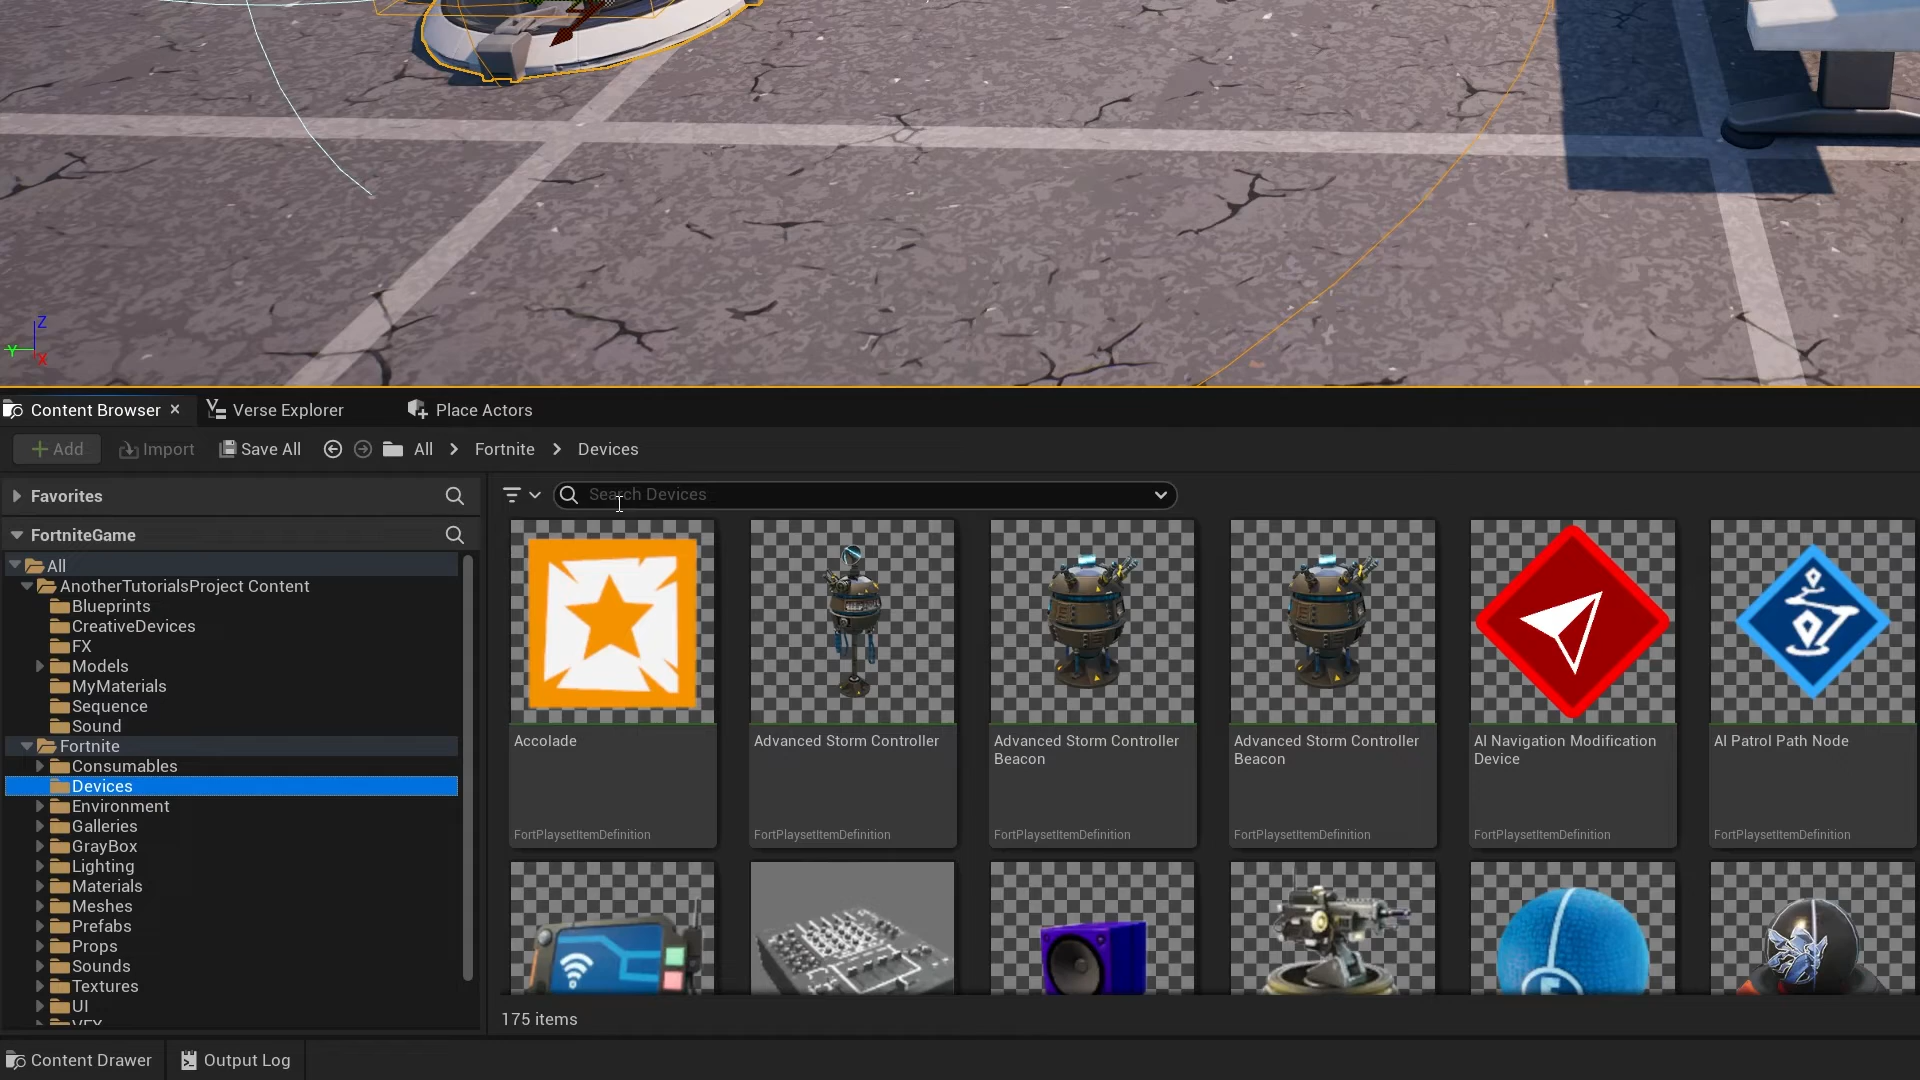 Z
Y
X
Content Browser
Verse Explorer
Place Actors
Add
Import
Save All
All
Fortnite
Devices
Favorites
Search Devices
FortniteGame
All
AnotherTutorialsProject Content
Blueprints
CreativeDevices
FX
Models
MyMaterials
Sequence
Sound
Fortnite
Consumables
Devices
Environment
Galleries
GrayBox
Lighting
Materials
Meshes
Prefabs
Props
Sounds
Textures
UI
VFX
Accolade
FortPlaysetItemDefinition
Advanced Storm Controller
FortPlaysetItemDefinition
Advanced Storm Controller
Beacon
FortPlaysetItemDefinition
Advanced Storm Controller
Beacon
FortPlaysetItemDefinition
AI Navigation Modification
Device
FortPlaysetItemDefinition
AI Patrol Path Node
FortPlaysetItemDefinition
175 items
Content Drawer
Output Log